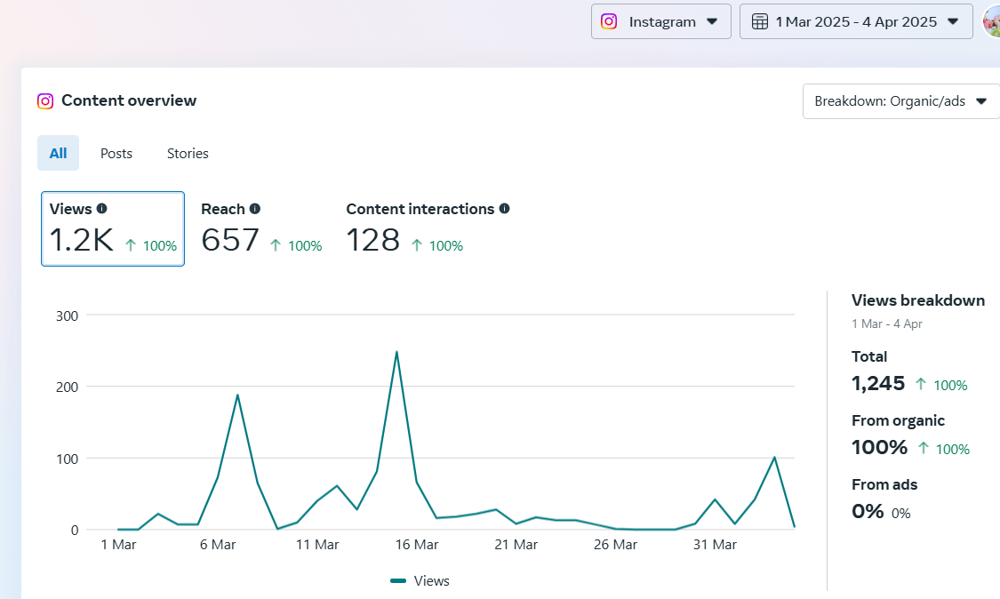 Instagram
1 Mar 2025 - 4 Apr 2025
Content overview
Breakdown: Organic/ads
All
Posts
Stories
Views
1.2K ↑ 100%
Reach
657 ↑ 100%
Content interactions
128 ↑ 100%
300
200
100
0
1 Mar
6 Mar
11 Mar
16 Mar
21 Mar
26 Mar
31 Mar
Views
Views breakdown
1 Mar - 4 Apr
Total
1,245 ↑ 100%
From organic
100% ↑ 100%
From ads
0% 0%